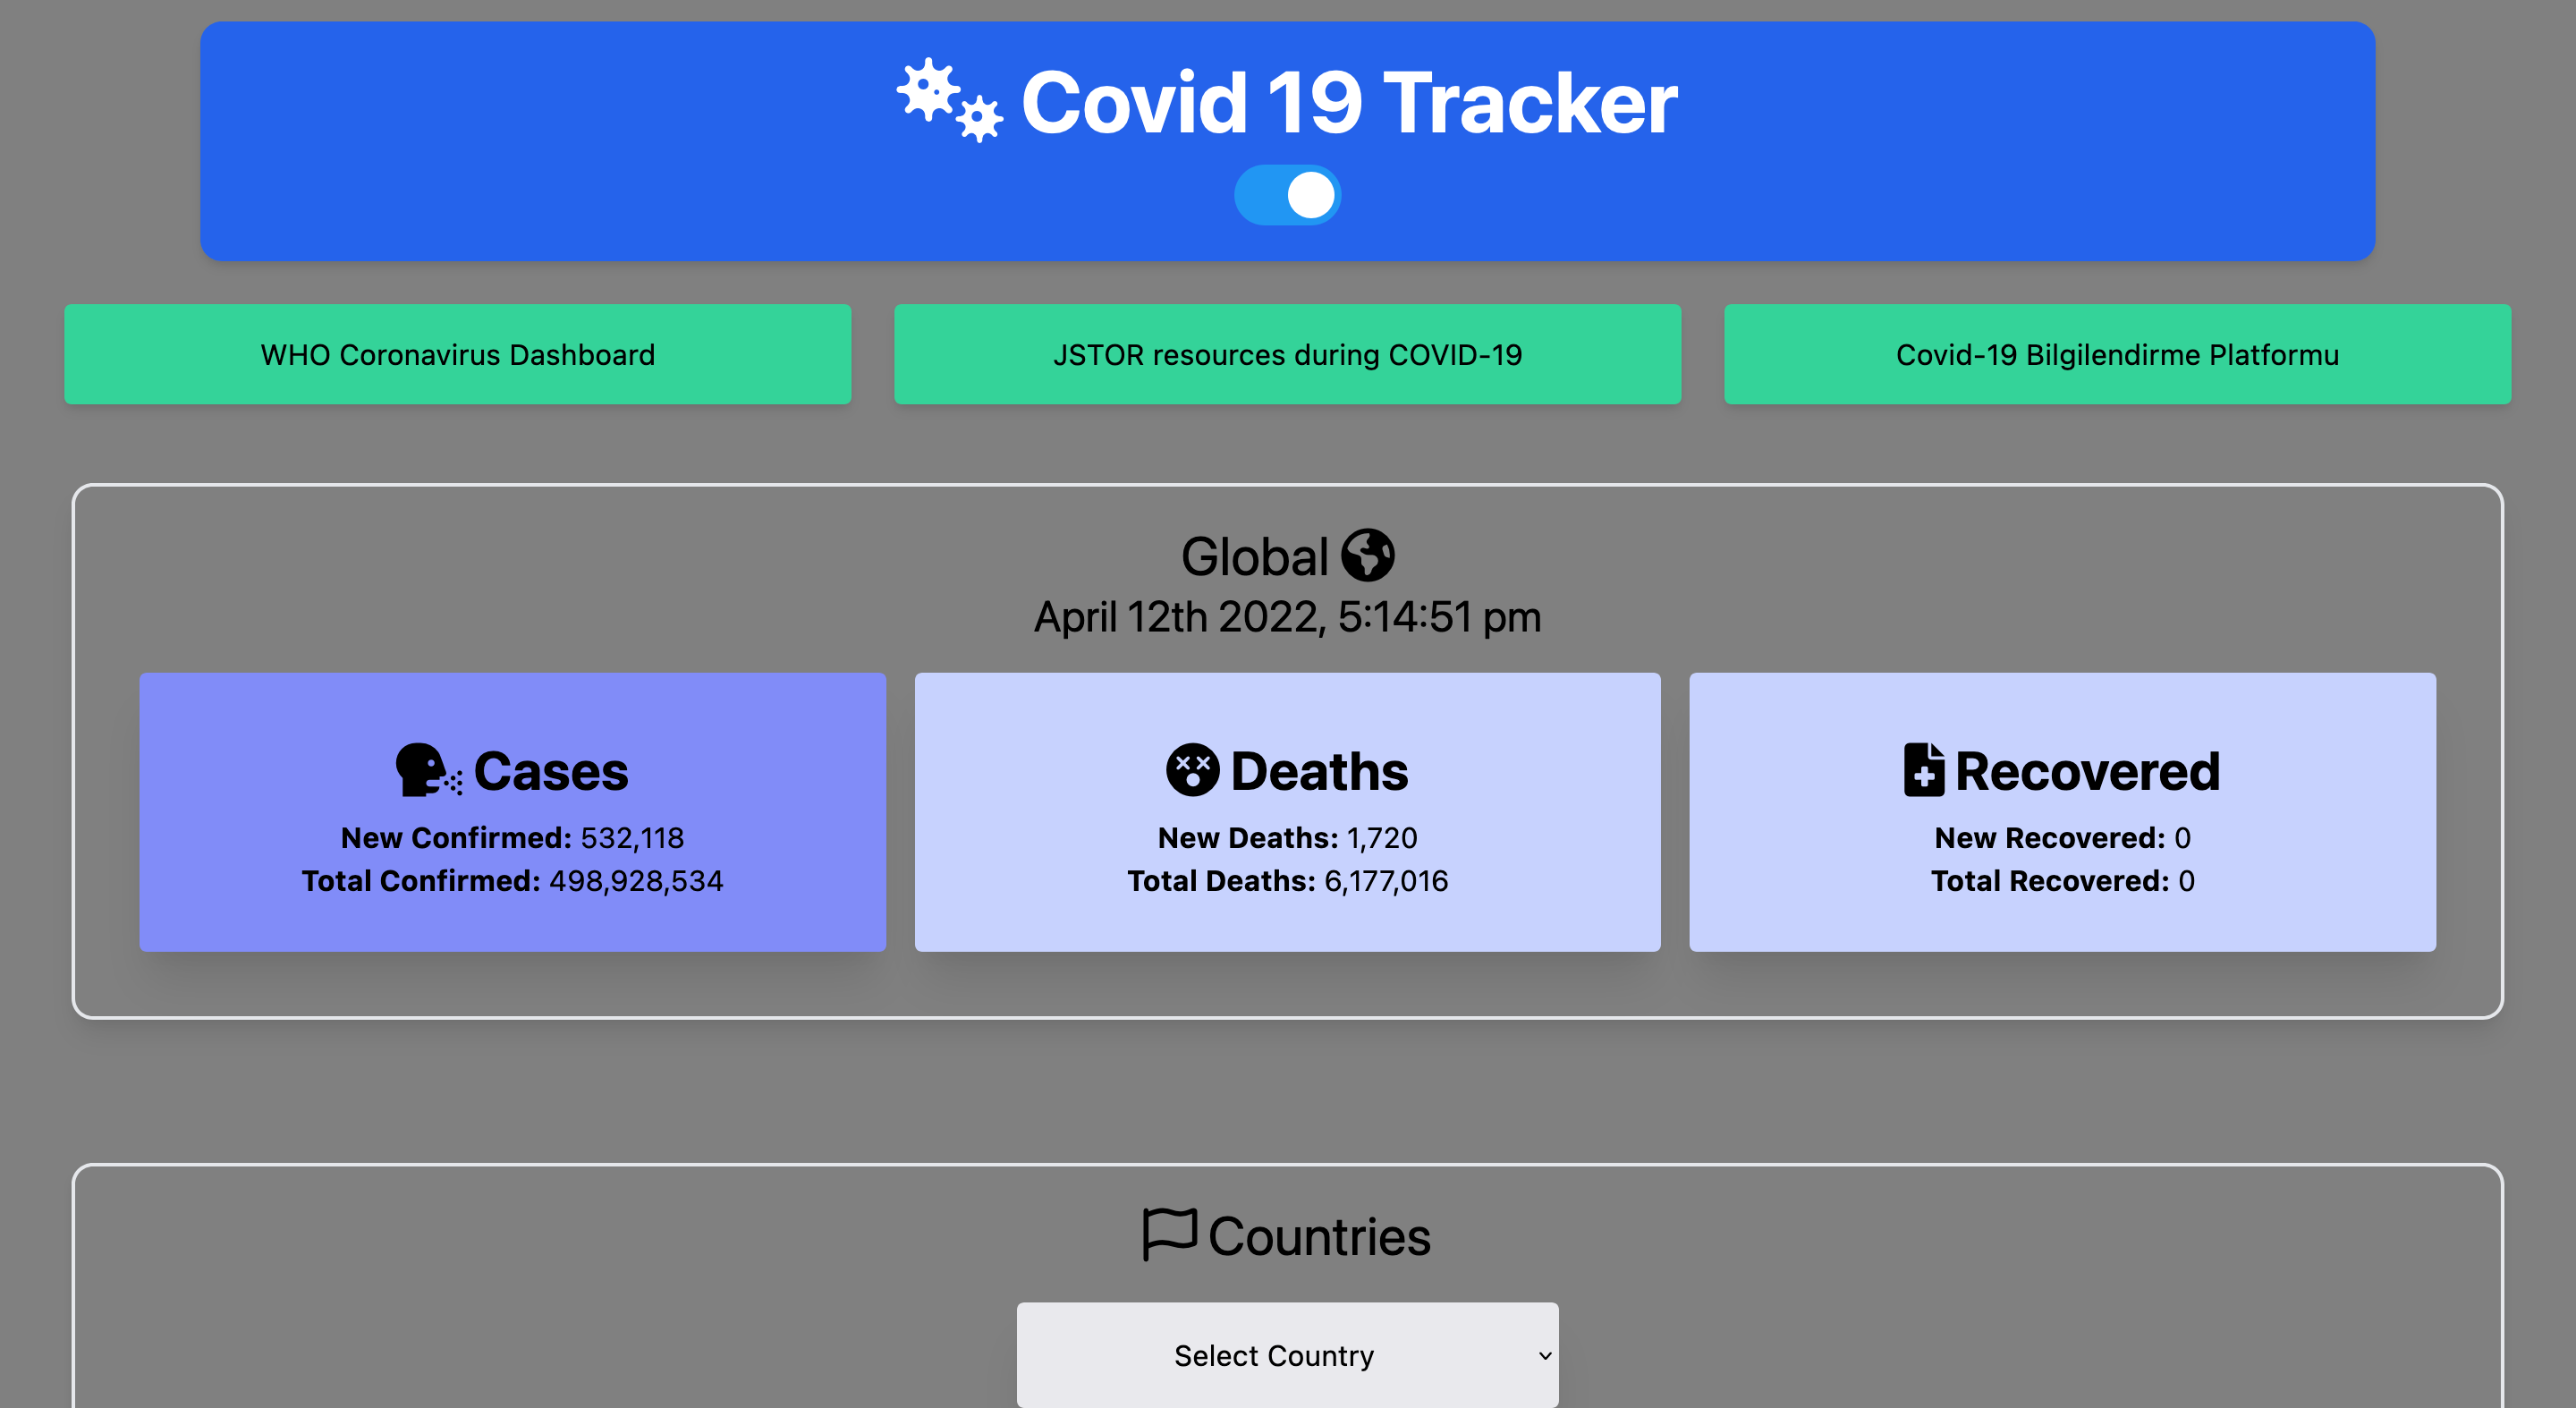 Covid 19 Tracker
WHO Coronavirus Dashboard
JSTOR resources during COVID-19
Covid-19 Bilgilendirme Platformu
Global
April 12th 2022, 5:14:51 pm
Cases
New Confirmed: 532,118
Total Confirmed: 498,928,534
Deaths
New Deaths: 1,720
Total Deaths: 6,177,016
Recovered
New Recovered: 0
Total Recovered: 0
Countries
Select Country